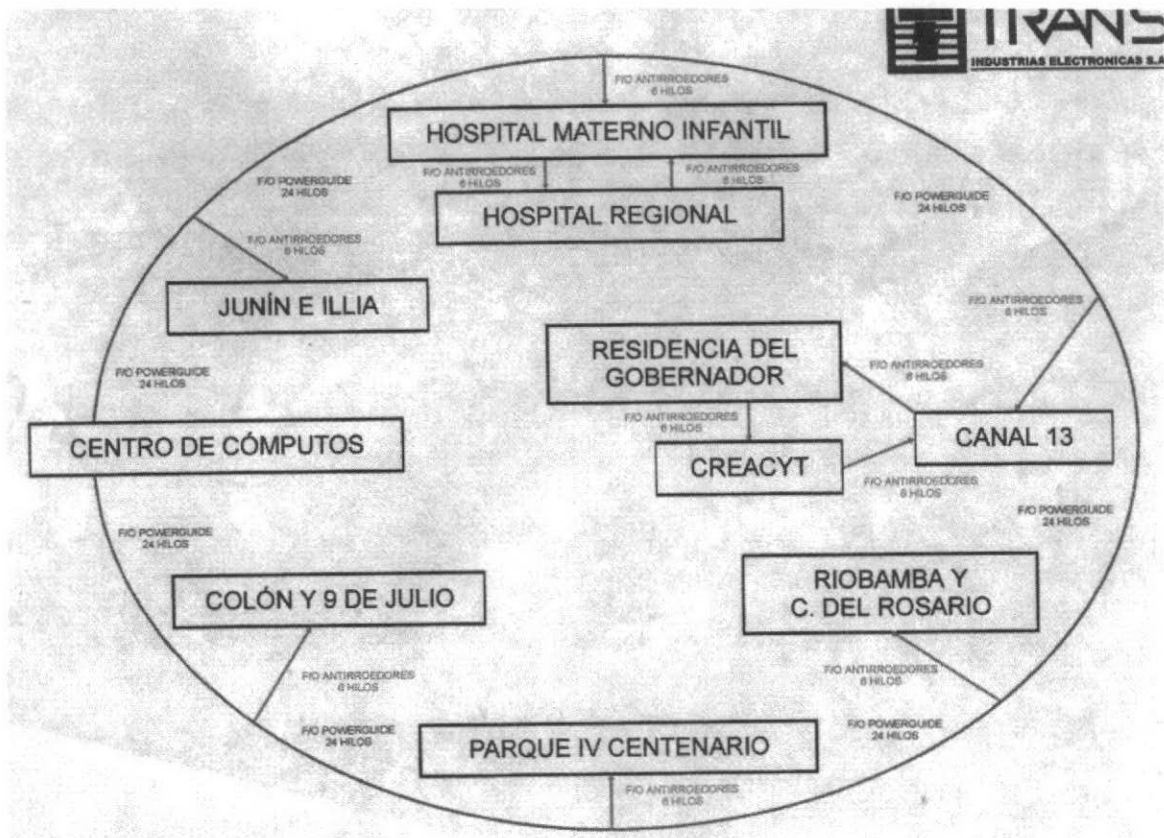 TRANS
INDUSTRIAS ELECTRONICAS S.A
F/O ANTIRROEDORES
6 HILOS
HOSPITAL MATERNO INFANTIL
F/O ANTIRROEDORES
6 HILOS
F/O ANTIRROEDORES
6 HILOS
HOSPITAL REGIONAL
F/O POWERGUIDE
24 HILOS
F/O POWERGUIDE
24 HILOS
F/O ANTIRROEDORES
6 HILOS
JUNÍN E ILLIA
F/O ANTIRROEDORES
6 HILOS
RESIDENCIA DEL
GOBERNADOR
F/O ANTIRROEDORES
6 HILOS
F/O POWERGUIDE
24 HILOS
CENTRO DE CÓMPUTOS
F/O ANTIRROEDORES
6 HILOS
CREACYT
CANAL 13
F/O ANTIRROEDORES
6 HILOS
F/O POWERGUIDE
24 HILOS
F/O POWERGUIDE
24 HILOS
COLÓN Y 9 DE JULIO
RIOBAMBA Y
C. DEL ROSARIO
F/O ANTIRROEDORES
6 HILOS
F/O ANTIRROEDORES
6 HILOS
F/O POWERGUIDE
24 HILOS
F/O POWERGUIDE
24 HILOS
PARQUE IV CENTENARIO
F/O ANTIRROEDORES
6 HILOS